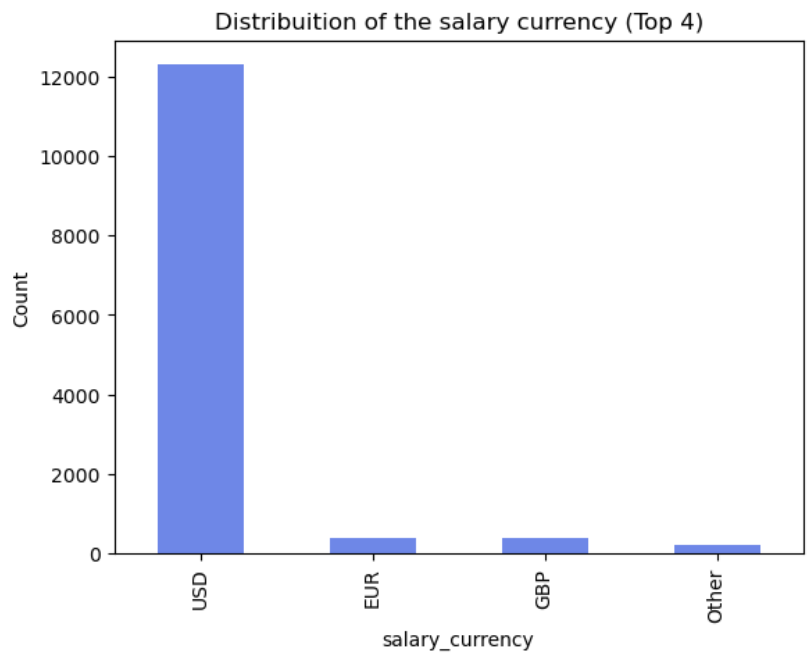 Distribuition of the salary currency (Top 4)
12000
10000
8000
6000
4000
2000
0
Count
USD
EUR
GBP
Other
salary_currency